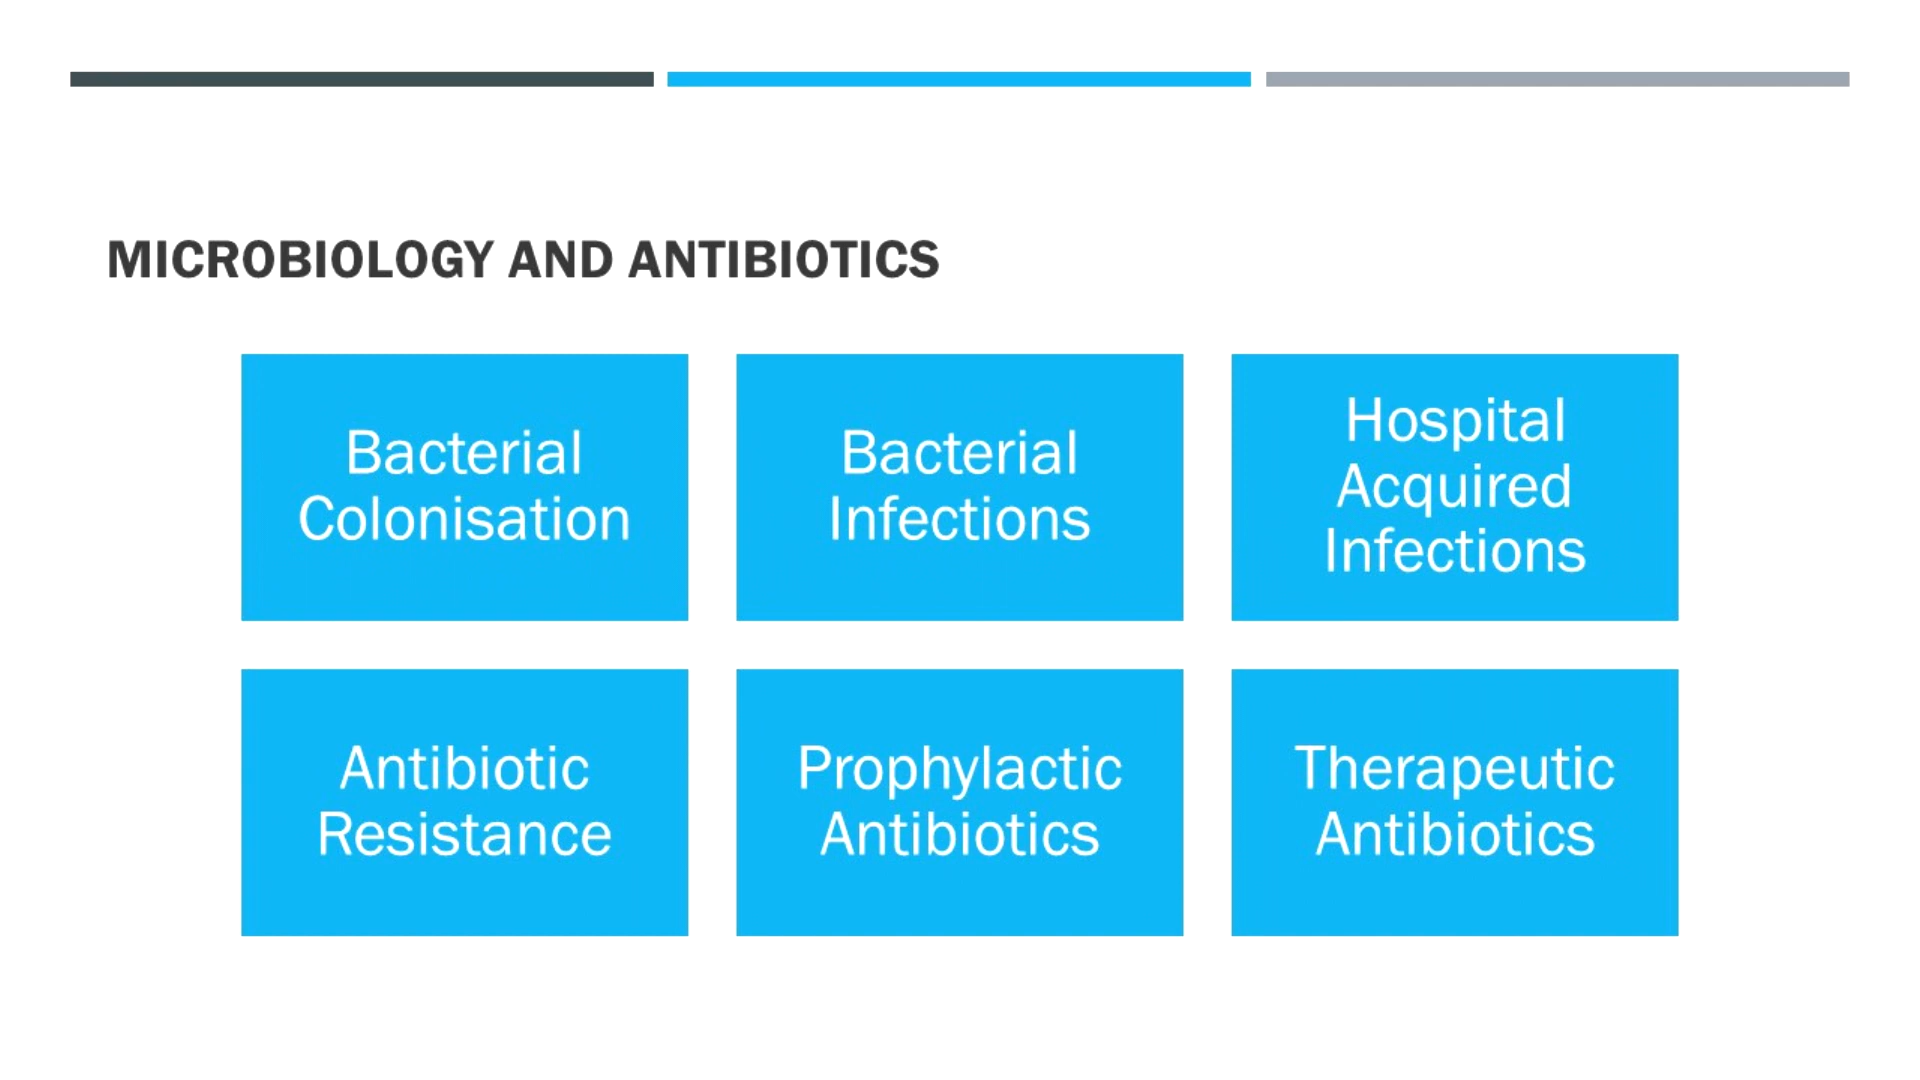 MICROBIOLOGY AND ANTIBIOTICS
Bacterial
Colonisation
Bacterial
Infections
Hospital
Acquired
Infections
Antibiotic
Resistance
Prophylactic
Antibiotics
Therapeutic
Antibiotics